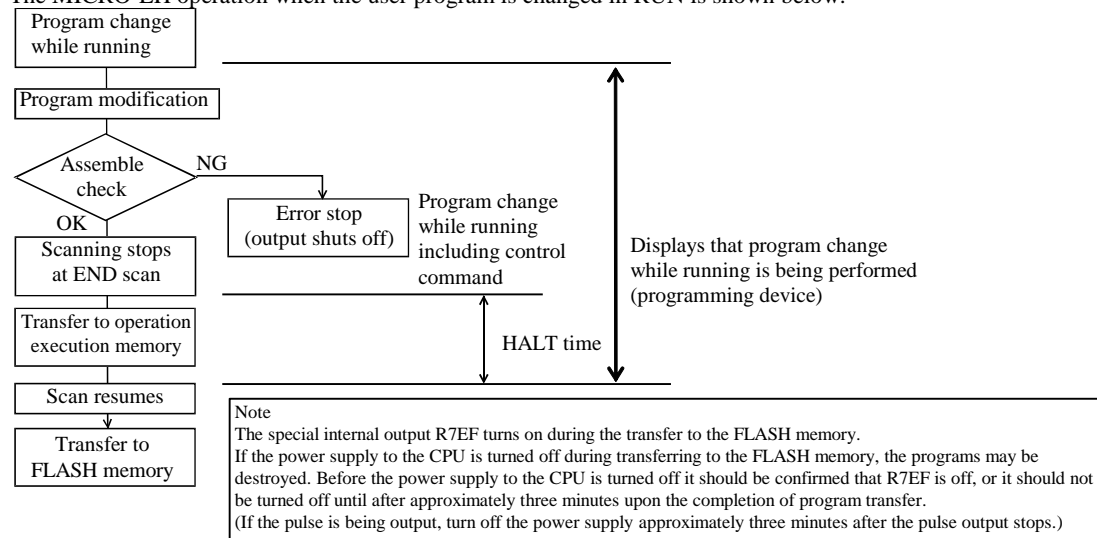 The MICRO-EH operation when the user program is changed in RUN is shown below.
Program change
while running
Program modification
Assemble
check
NG
OK
Error stop
(output shuts off)
Program change
while running
including control
command
Scanning stops
at END scan
Displays that program change
while running is being performed
(programming device)
Transfer to operation
execution memory
HALT time
Scan resumes
Transfer to
FLASH memory
Note
The special internal output R7EF turns on during the transfer to the FLASH memory.
If the power supply to the CPU is turned off during transferring to the FLASH memory, the programs may be
destroyed. Before the power supply to the CPU is turned off it should be confirmed that R7EF is off, or it should not
be turned off until after approximately three minutes upon the completion of program transfer.
(If the pulse is being output, turn off the power supply approximately three minutes after the pulse output stops.)